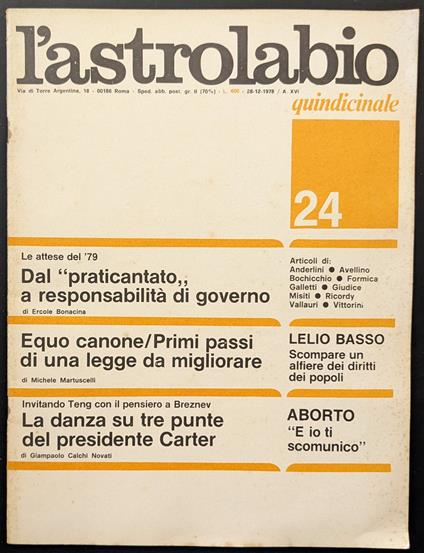 l'astrolabio
Via di Torre Argentina, 18 - 00186 Roma - Sped. abb. post. gr. II (70%) - L. 600 - 28-12-1978 / A. XVI
quindicinale
24
Le attese del '79
Dal "praticantato,,
a responsabilità di governo
di Ercole Bonacina
Articoli di:
Anderlini ● Avellino
Bochicchio ● Formica
Galletti ● Giudice
Misiti ● Ricordy
Vallauri ● Vittorini
Equo canone/Primi passi
di una legge da migliorare
di Michele Martuscelli
LELIO BASSO
Scompare un
alfiere dei diritti
dei popoli
Invitando Teng con il pensiero a Breznev
La danza su tre punte
del presidente Carter
di Giampaolo Calchi Novati
ABORTO
"E io ti
scomunico"